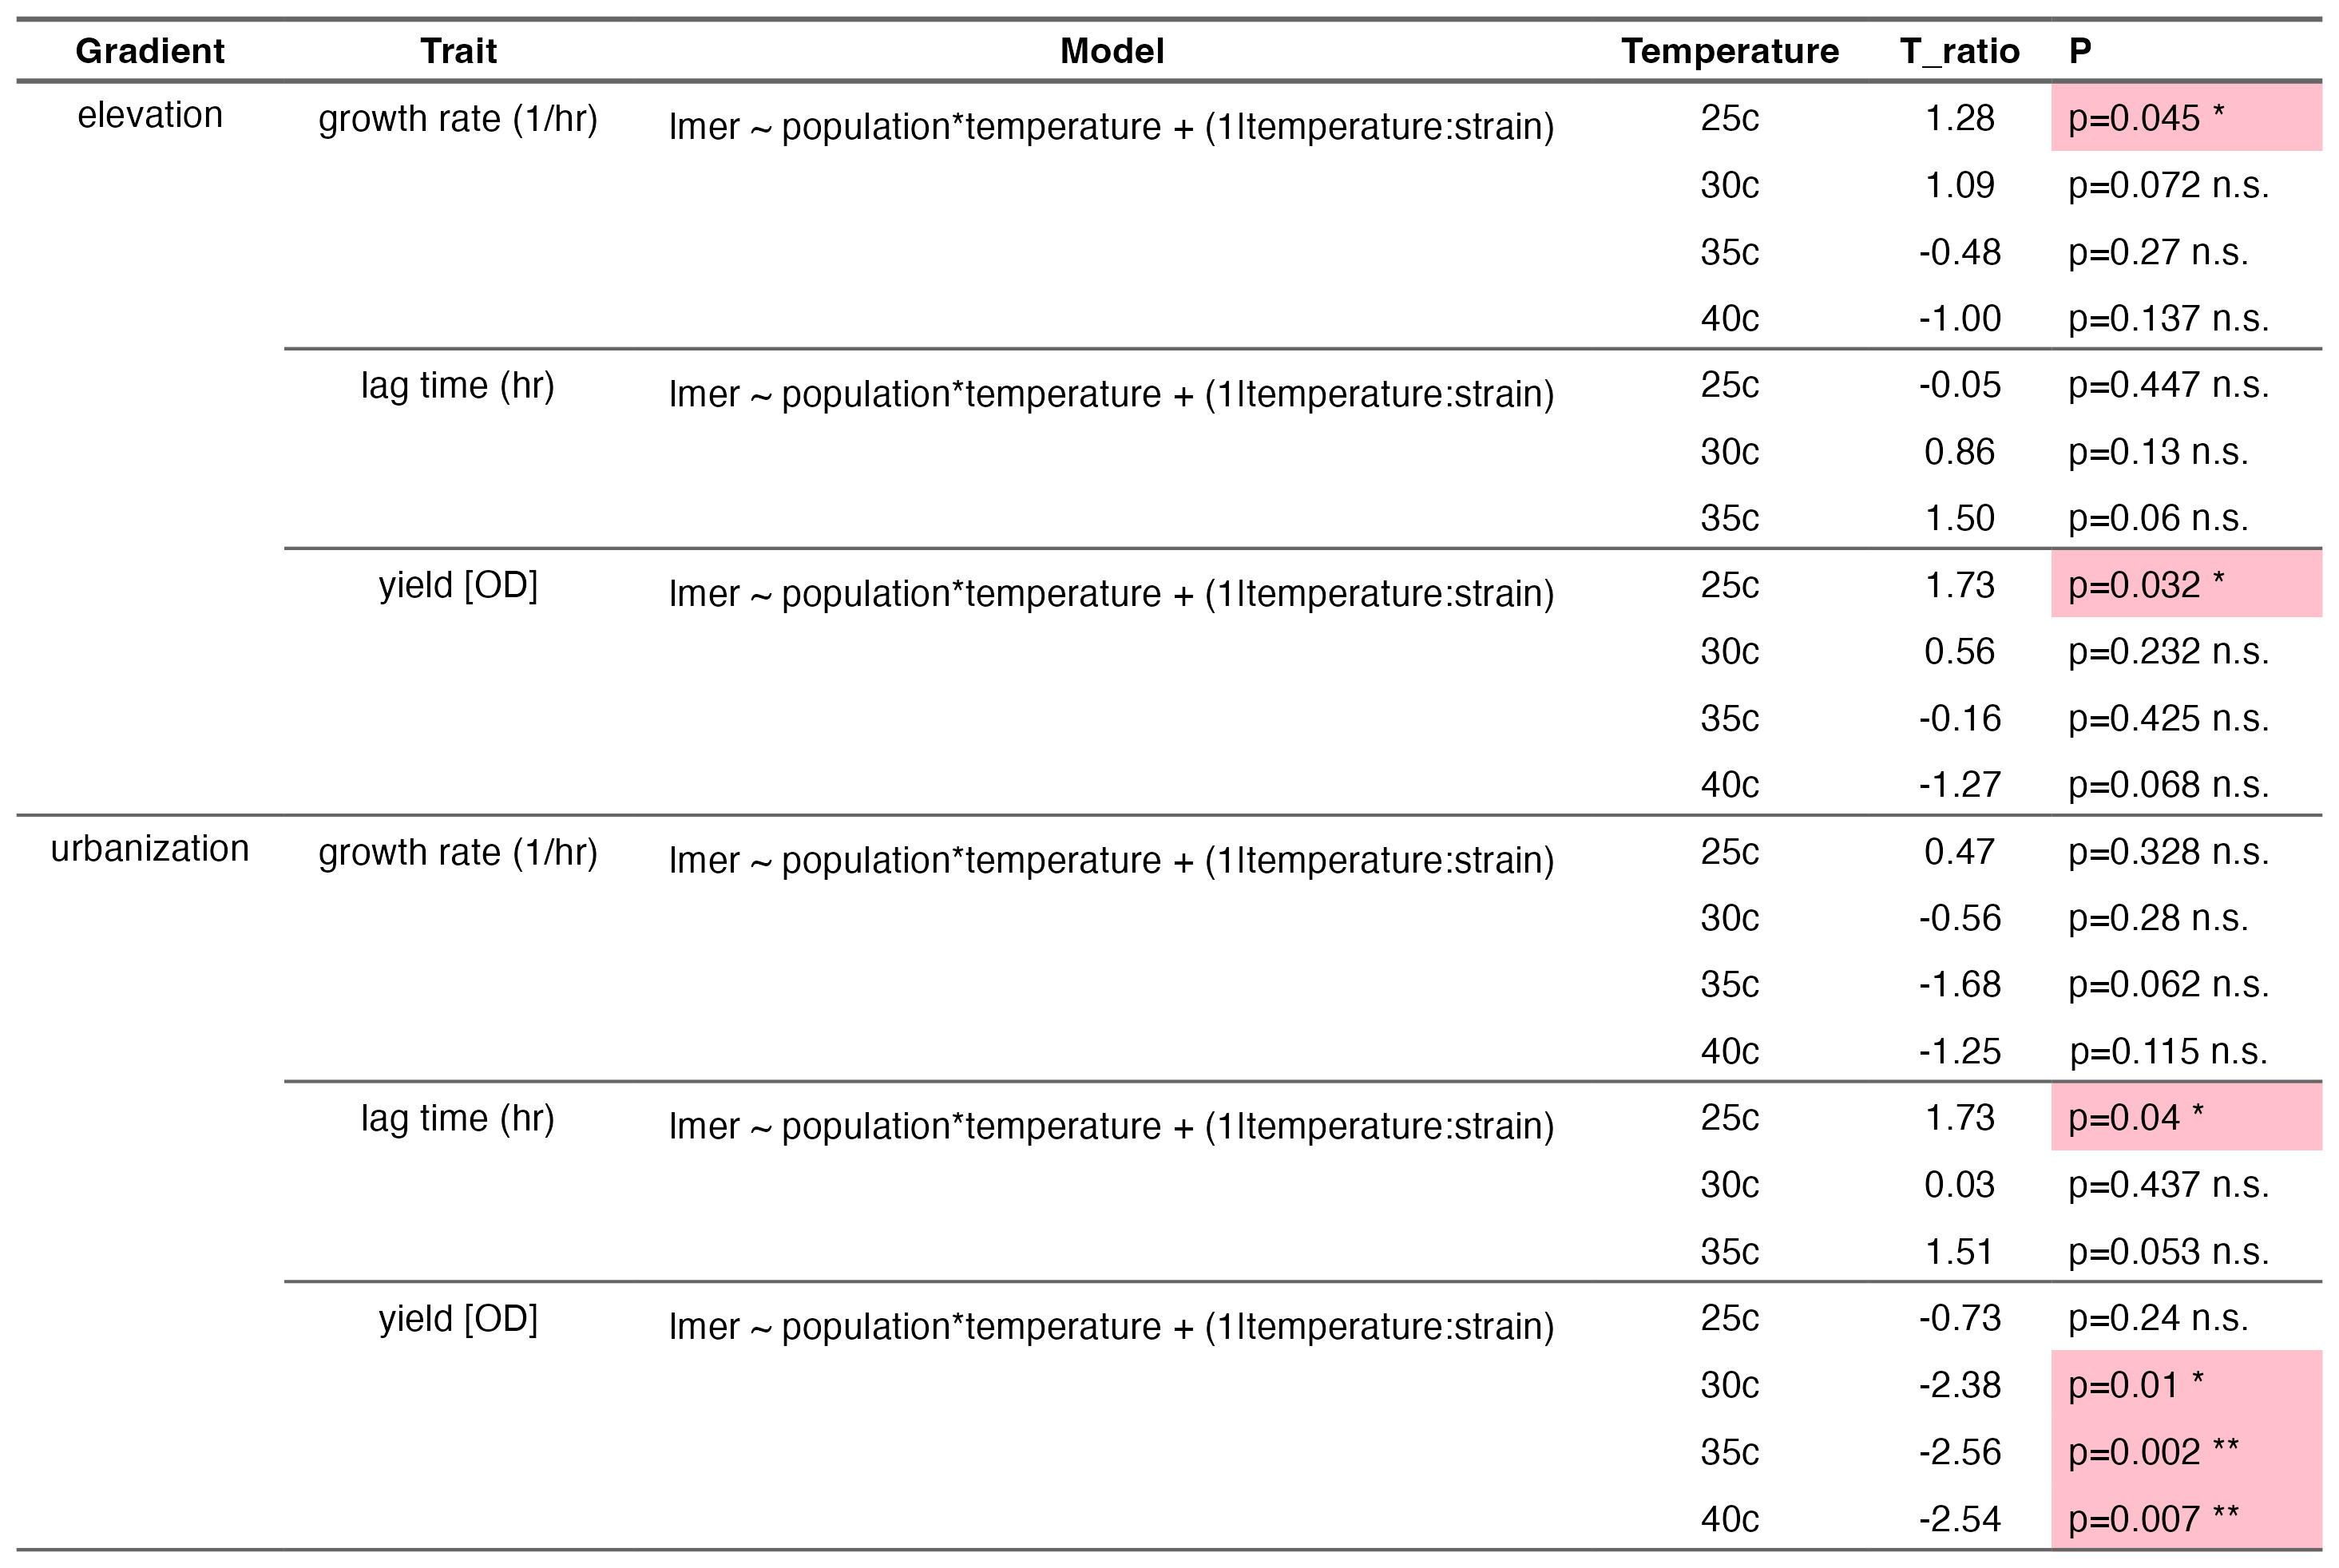 Gradient Trait Model Temperature T_ratio P
elevation growth rate (1/hr) lmer ~ population*temperature + (1|temperature:strain) 25c 1.28 p=0.045 *
30c 1.09 p=0.072 n.s.
35c -0.48 p=0.27 n.s.
40c -1.00 p=0.137 n.s.
lag time (hr) lmer ~ population*temperature + (1|temperature:strain) 25c -0.05 p=0.447 n.s.
30c 0.86 p=0.13 n.s.
35c 1.50 p=0.06 n.s.
yield [OD] lmer ~ population*temperature + (1|temperature:strain) 25c 1.73 p=0.032 *
30c 0.56 p=0.232 n.s.
35c -0.16 p=0.425 n.s.
40c -1.27 p=0.068 n.s.
urbanization growth rate (1/hr) lmer ~ population*temperature + (1|temperature:strain) 25c 0.47 p=0.328 n.s.
30c -0.56 p=0.28 n.s.
35c -1.68 p=0.062 n.s.
40c -1.25 p=0.115 n.s.
lag time (hr) lmer ~ population*temperature + (1|temperature:strain) 25c 1.73 p=0.04 *
30c 0.03 p=0.437 n.s.
35c 1.51 p=0.053 n.s.
yield [OD] lmer ~ population*temperature + (1|temperature:strain) 25c -0.73 p=0.24 n.s.
30c -2.38 p=0.01 *
35c -2.56 p=0.002 **
40c -2.54 p=0.007 **